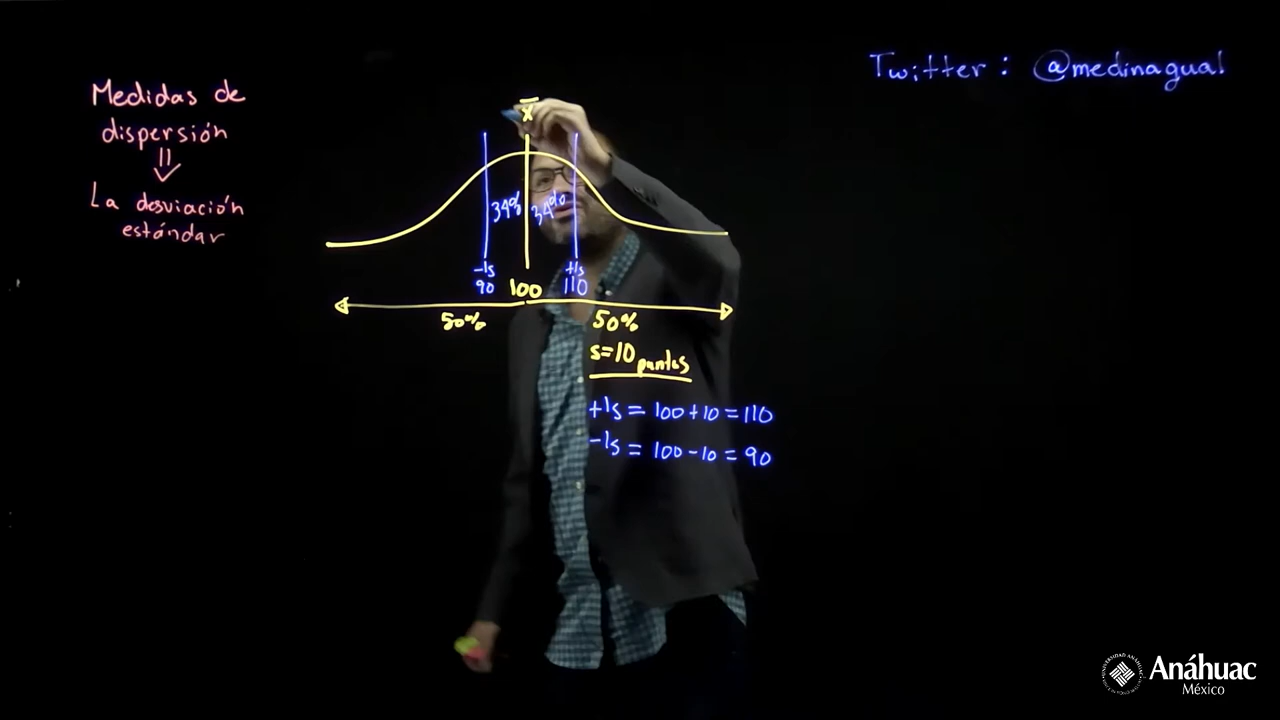 Medidas de
dispersión
⇓
La desviación
estándar
Twitter: @medinagual
x̄
34% 34%
-1s +1s
90 100 110
50% 50%
s=10 puntos
+1s = 100+10=110
-1s = 100-10=90
Anáhuac
México